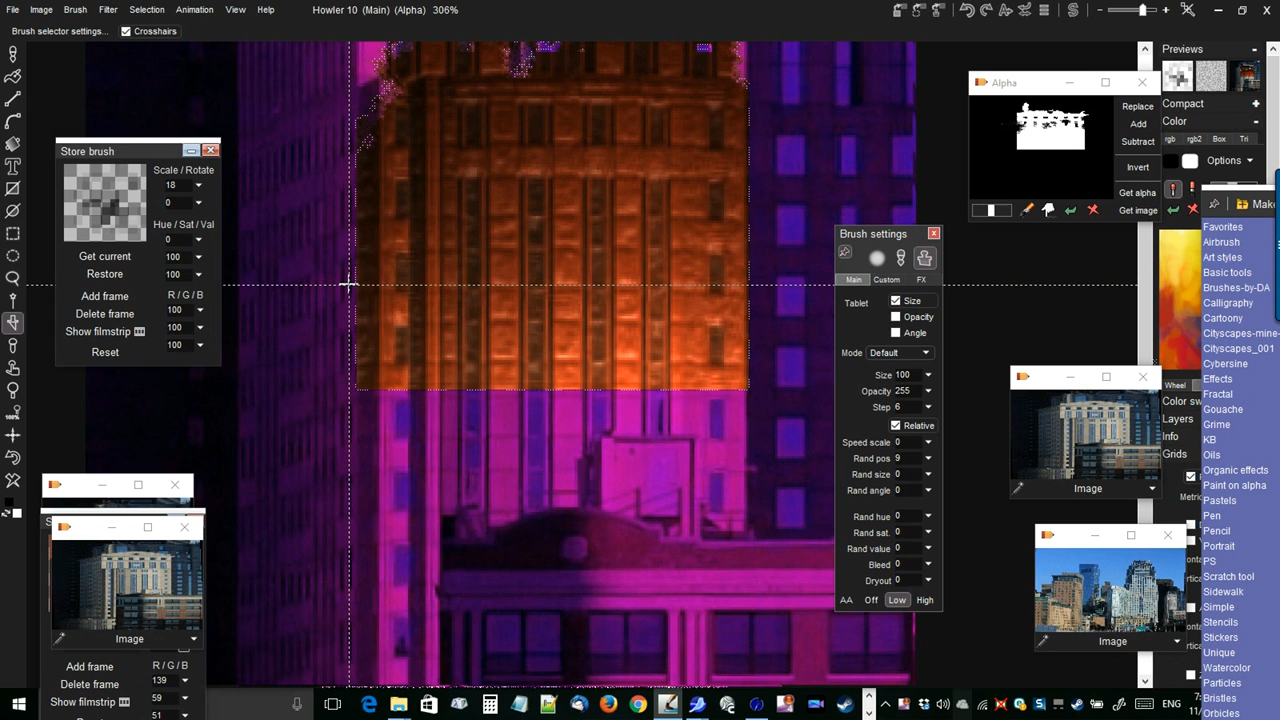 File Image Brush Filter Selection Animation View Help Howler 10 (Main) (Alpha) 306%
Brush selector settings... Crosshairs
Previews
Compact
Color
rgb rgb2 Box Tri
Options
Alpha
Replace
Add
Subtract
Invert
Get alpha
Get image
Store brush
Scale / Rotate
18
0
Hue / Sat / Val
0
Get current 100
Restore 100
Add frame R / G / B
Delete frame 100
Show filmstrip 100
Reset 100
Brush settings
Main Custom FX
Tablet Size
Opacity
Angle
Mode Default
Size 100
Opacity 255
Step 6
Relative
Speed scale 0
Rand pos 9
Rand size 0
Rand angle 0
Rand hue 0
Rand sat. 0
Rand value 0
Bleed 0
Dryout 0
AA Off Low High
Favorites
Airbrush
Art styles
Basic tools
Brushes-by-DA
Calligraphy
Cartoony
Cityscapes-mine-
Cityscapes_001
Cybersine
Effects
Fractal
Gouache
Grime
KB
Oils
Organic effects
Paint on alpha
Pastels
Pen
Pencil
Portrait
PS
Scratch tool
Sidewalk
Simple
Stencils
Stickers
Unique
Watercolor
Particles
Bristles
Orbicles
Wheel
Color sw
Layers
Info
Grids
Metric
Image
Image
Image
Add frame R / G / B
Delete frame 139
Show filmstrip 59
51
100%
ENG